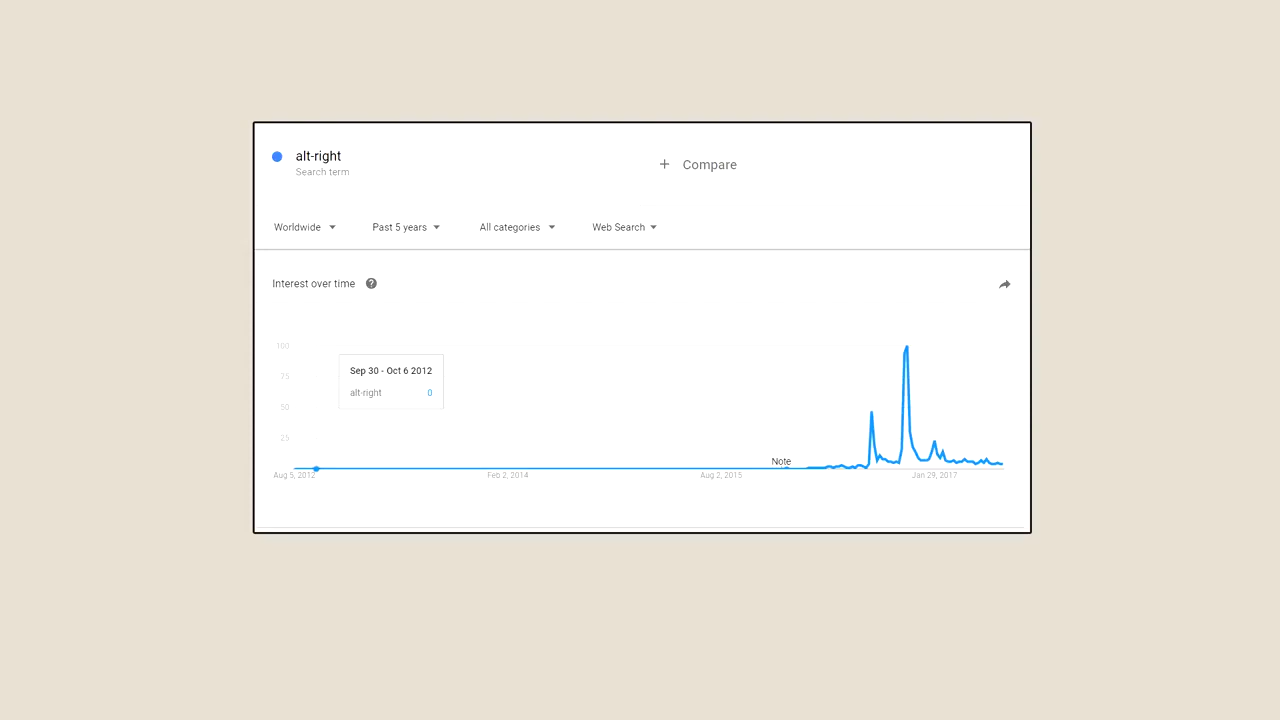 alt-right
Search term
+ Compare
Worldwide Past 5 years All categories Web Search
Interest over time ?
100
75
50
25
Sep 30 - Oct 6 2012
alt-right 0
Note
Aug 5, 2012 Feb 2, 2014 Aug 2, 2015 Jan 29, 2017